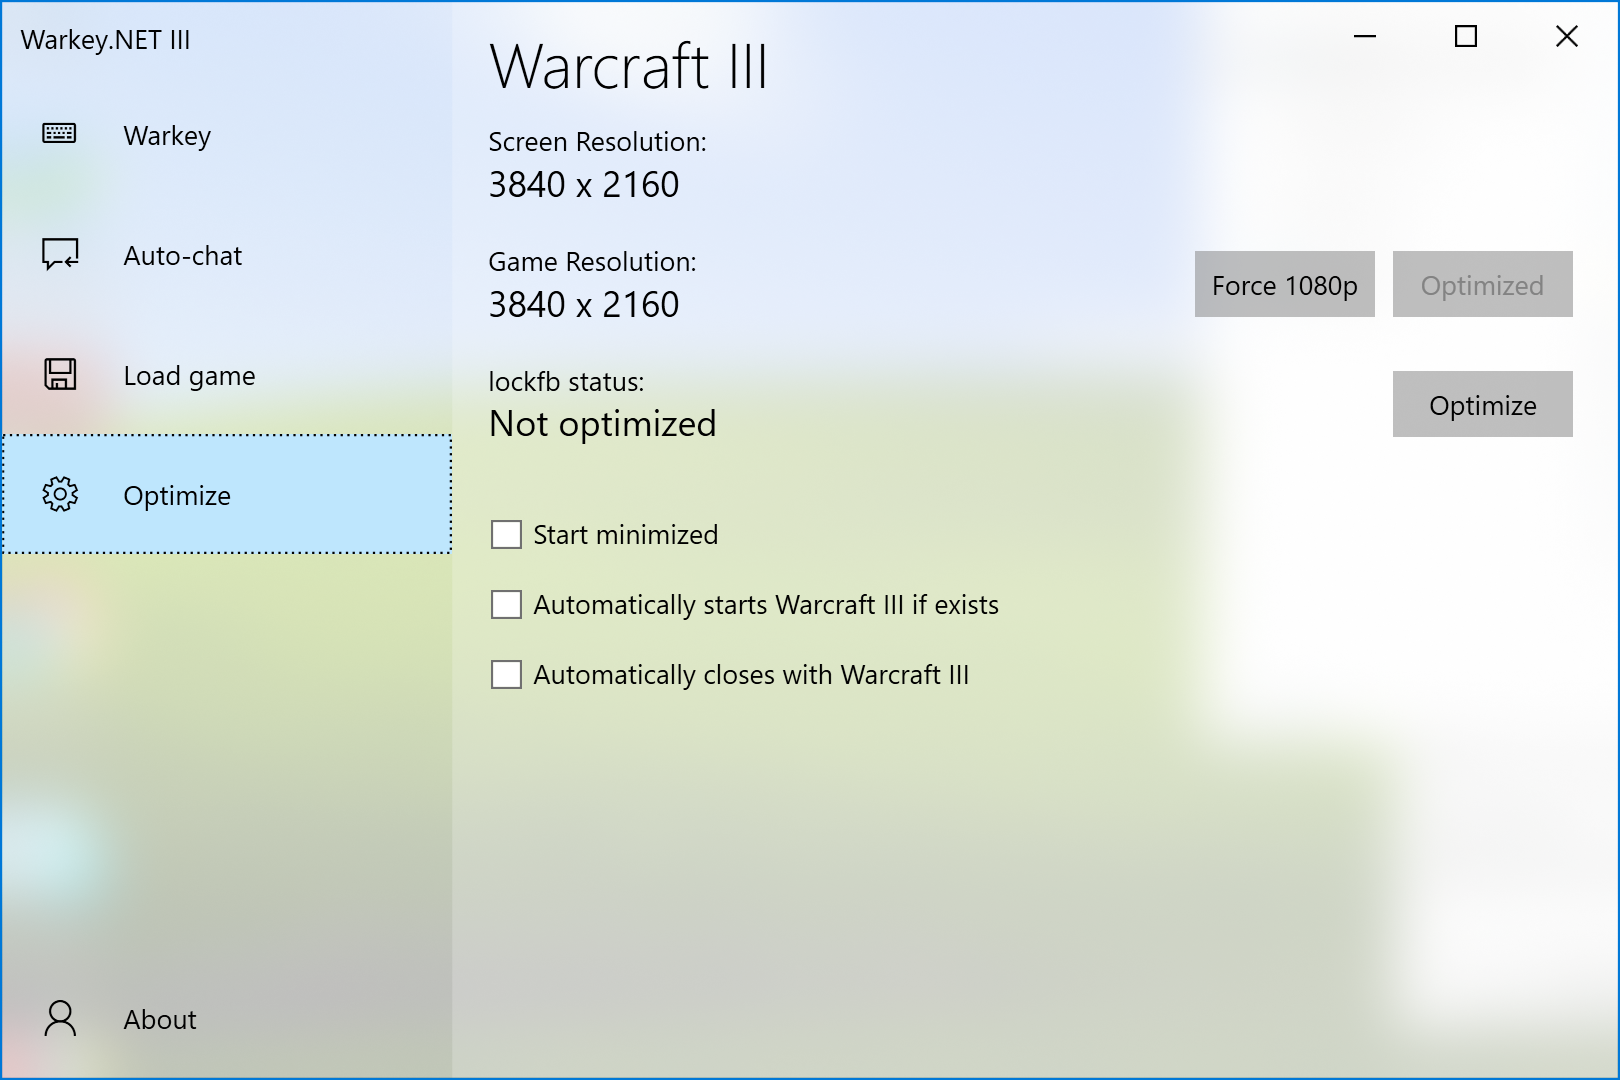 Warkey.NET III
Warkey
Auto-chat
Load game
Optimize
About
Warcraft III
Screen Resolution:
3840 x 2160
Game Resolution:
3840 x 2160
Force 1080p
Optimized
lockfb status:
Not optimized
Optimize
Start minimized
Automatically starts Warcraft III if exists
Automatically closes with Warcraft III